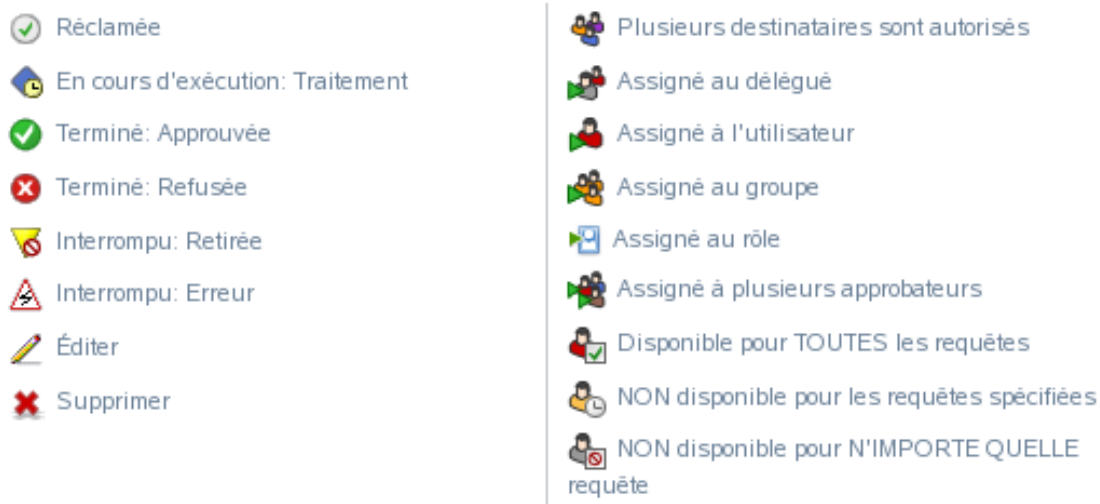 Réclamée
En cours d'exécution: Traitement
Terminé: Approuvée
Terminé: Refusée
Interrompu: Retirée
Interrompu: Erreur
Éditer
Supprimer
Plusieurs destinataires sont autorisés
Assigné au délégué
Assigné à l'utilisateur
Assigné au groupe
Assigné au rôle
Assigné à plusieurs approbateurs
Disponible pour TOUTES les requêtes
NON disponible pour les requêtes spécifiées
NON disponible pour N'IMPORTE QUELLE
requête